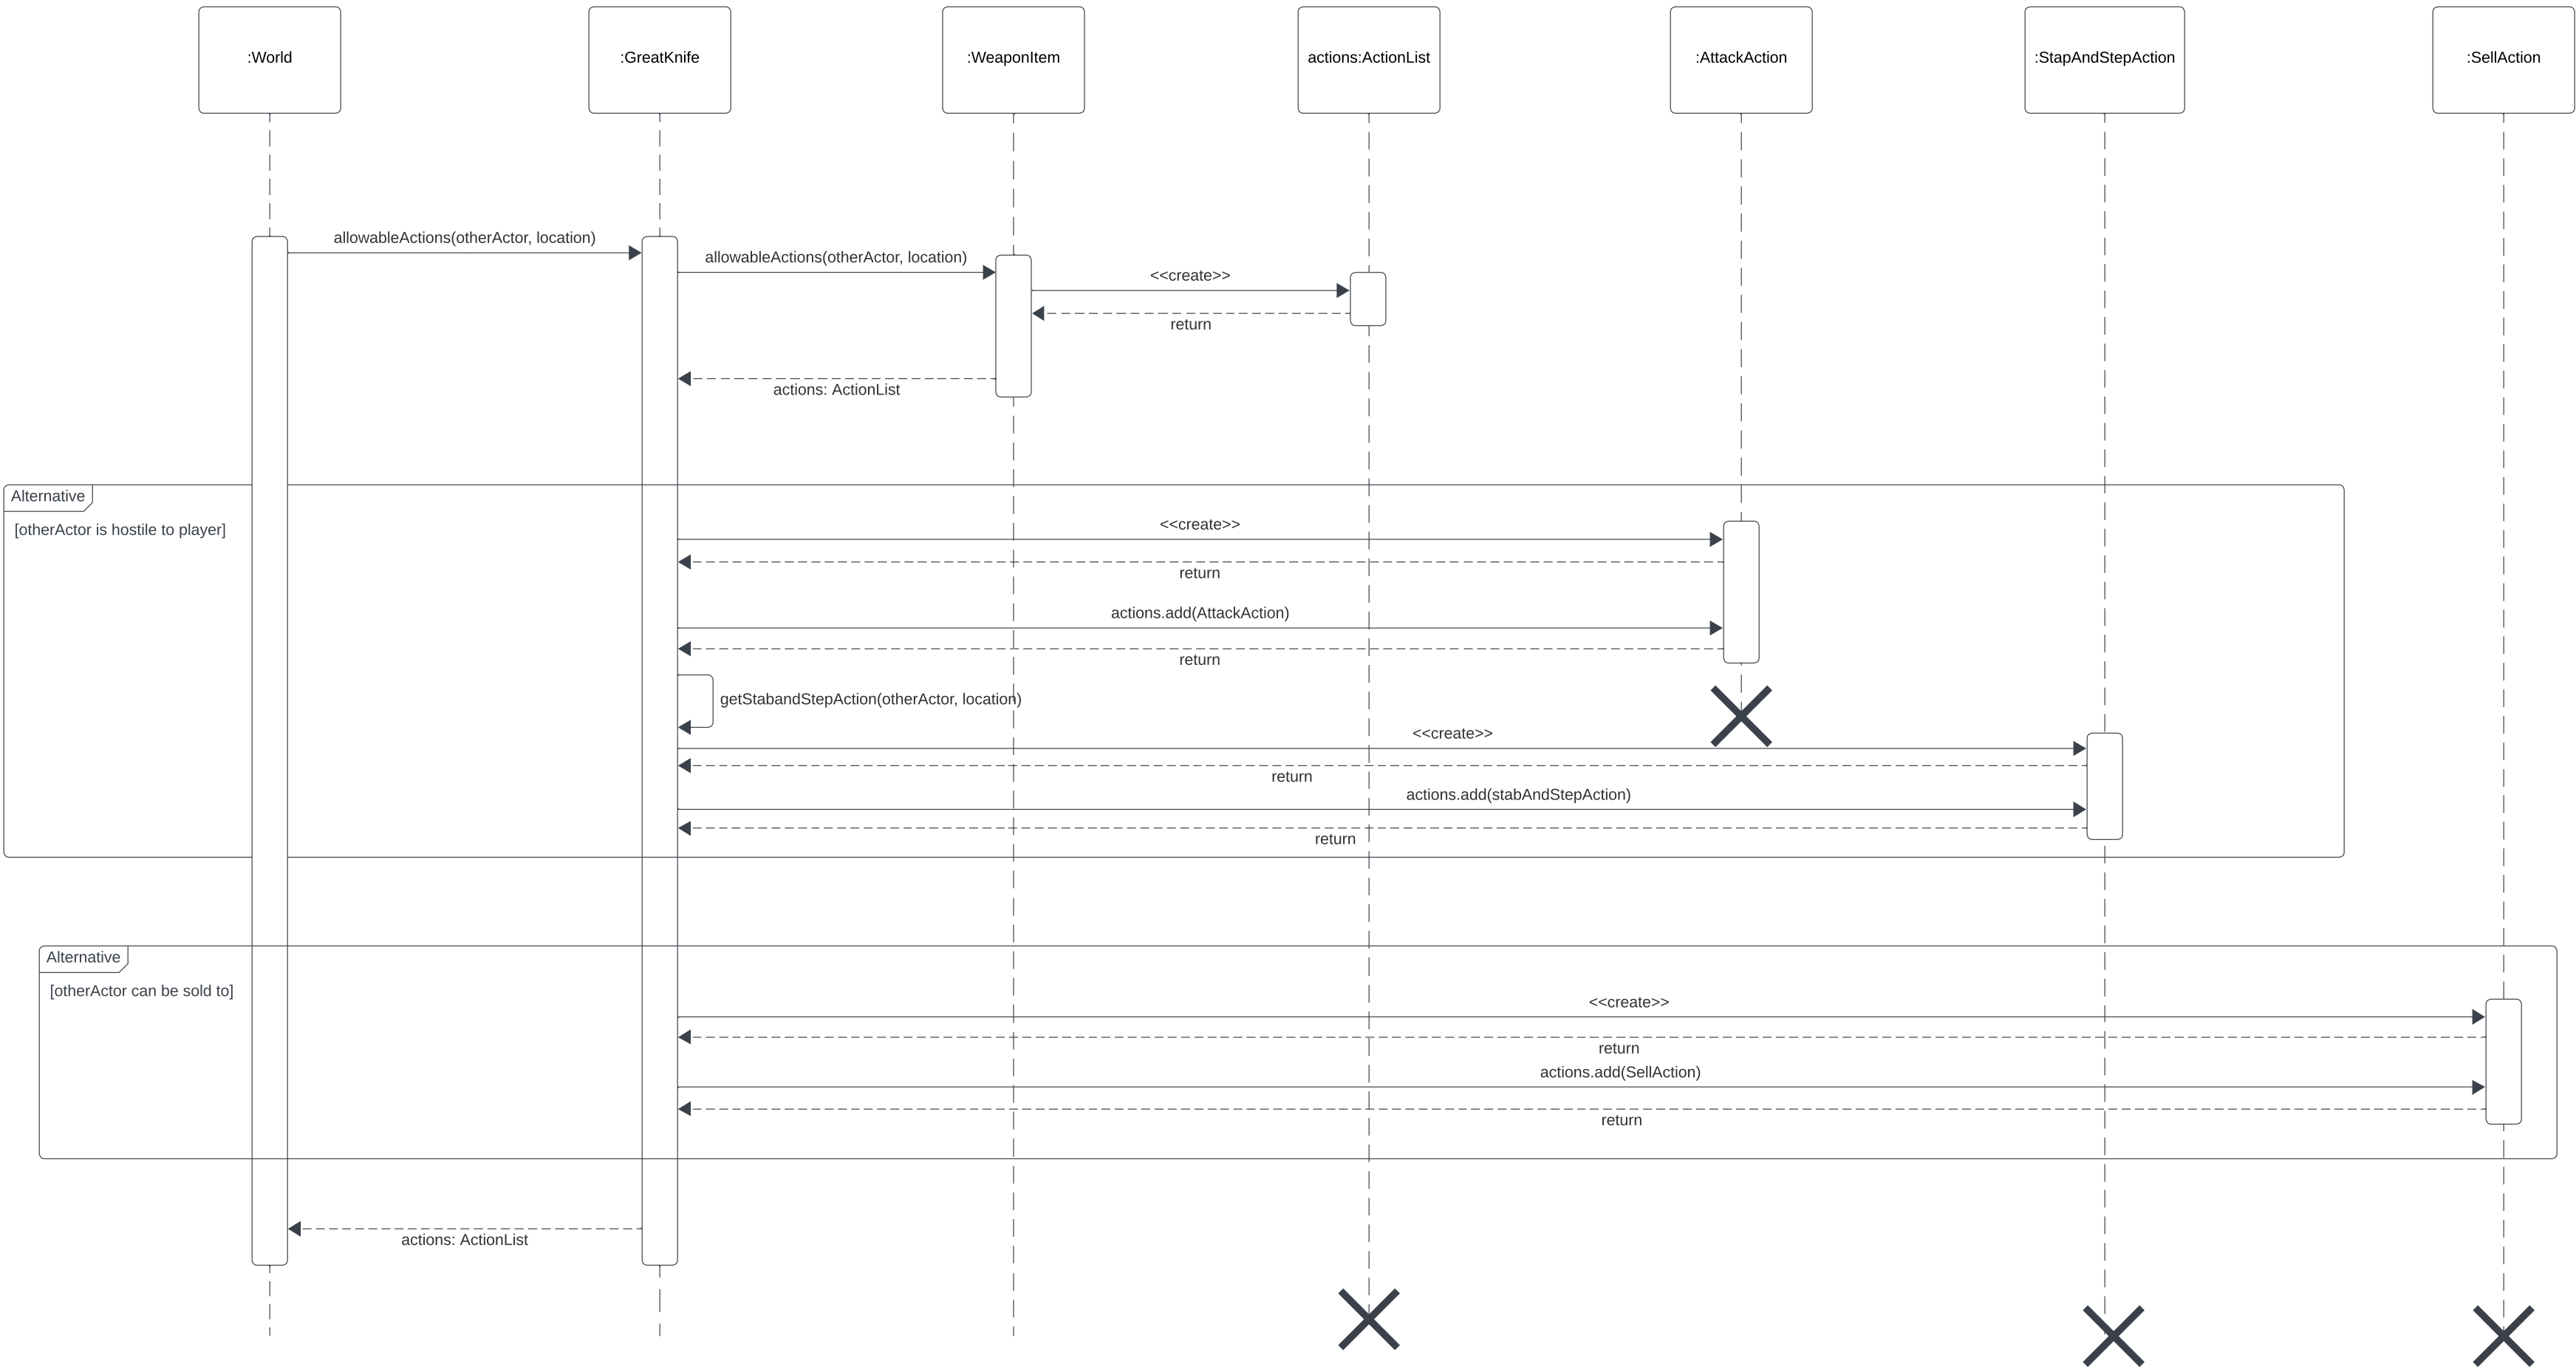 :World
:GreatKnife
:WeaponItem
actions:ActionList
:AttackAction
:StapAndStepAction
:SellAction
allowableActions(otherActor, location)
allowableActions(otherActor, location)
<<create>>
return
actions: ActionList
Alternative
[otherActor is hostile to player]
<<create>>
return
actions.add(AttackAction)
return
getStabandStepAction(otherActor, location)
<<create>>
return
actions.add(stabAndStepAction)
return
Alternative
[otherActor can be sold to]
<<create>>
return
actions.add(SellAction)
return
actions: ActionList